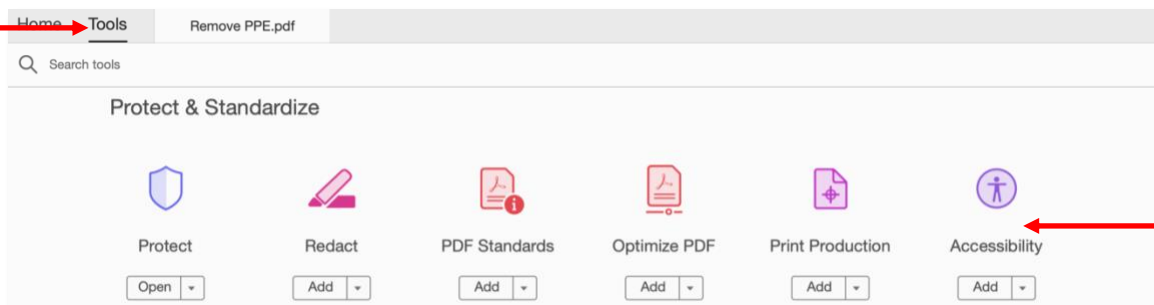 Home Tools Remove PPE.pdf
Search tools
Protect & Standardize
Protect Redact PDF Standards Optimize PDF Print Production Accessibility
Open Add Add Add Add Add